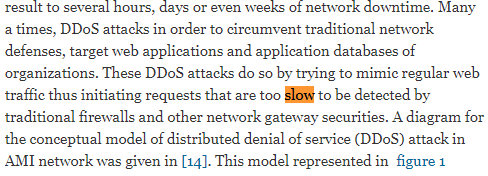 result to several hours, days or even weeks of network downtime. Many
a times, DDoS attacks in order to circumvent traditional network
defenses, target web applications and application databases of
organizations. These DDoS attacks do so by trying to mimic regular web
traffic thus initiating requests that are too slow to be detected by
traditional firewalls and other network gateway securities. A diagram for
the conceptual model of distributed denial of service (DDoS) attack in
AMI network was given in [14]. This model represented in figure 1